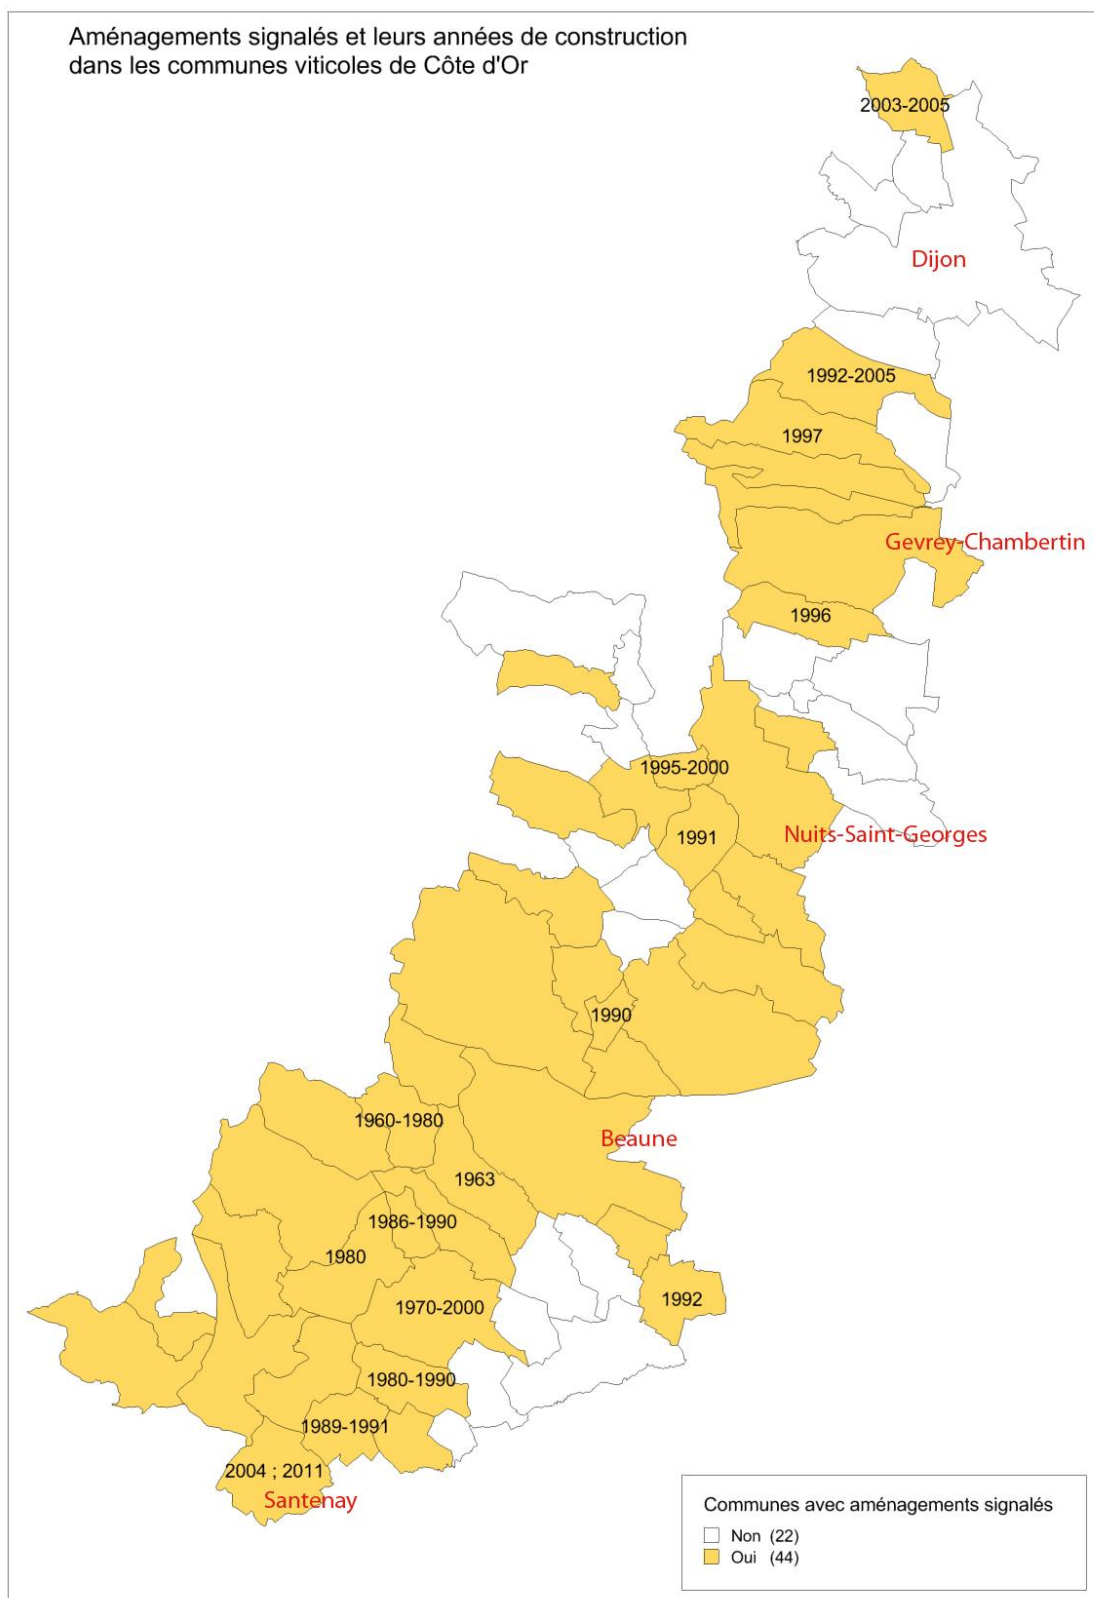 Aménagements signalés et leurs années de construction
dans les communes viticoles de Côte d'Or
2003-2005
Dijon
1992-2005
1997
Gevrey-Chambertin
1996
1995-2000
Nuits-Saint-Georges
1991
1990
1960-1980
Beaune
1963
1986-1990
1980
1992
1970-2000
1980-1990
1989-1991
2004 ; 2011
Santenay
Communes avec aménagements signalés
Non (22)
Oui (44)